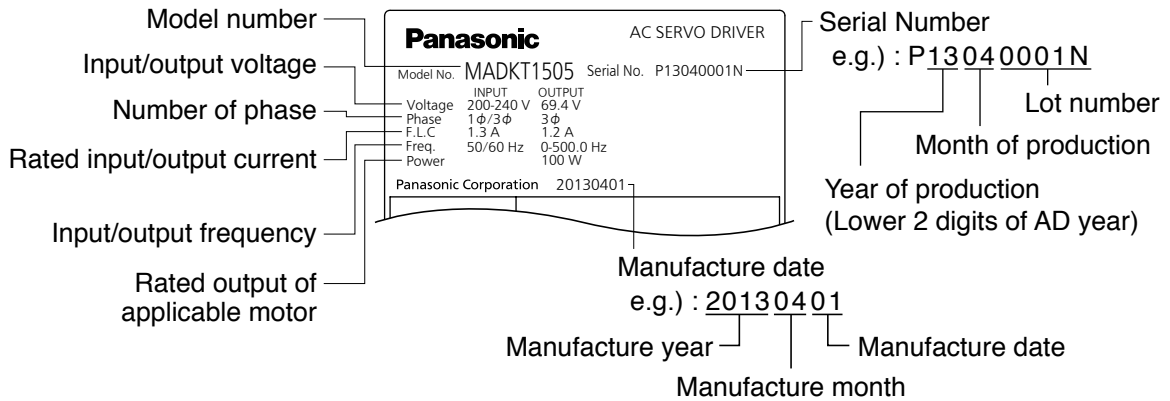 Model number
Input/output voltage
Number of phase
Rated input/output current
Input/output frequency
Rated output of
applicable motor
Panasonic AC SERVO DRIVER
Model No. MADKT1505 Serial No. P13040001N
INPUT OUTPUT
Voltage 200-240 V 69.4 V
Phase 1ϕ/3ϕ 3ϕ
F.L.C 1.3 A 1.2 A
Freq. 50/60 Hz 0-500.0 Hz
Power 100 W
Panasonic Corporation 20130401
Serial Number
e.g.) : P13040001N
Lot number
Month of production
Year of production
(Lower 2 digits of AD year)
Manufacture date
e.g.) : 20130401
Manufacture year
Manufacture date
Manufacture month